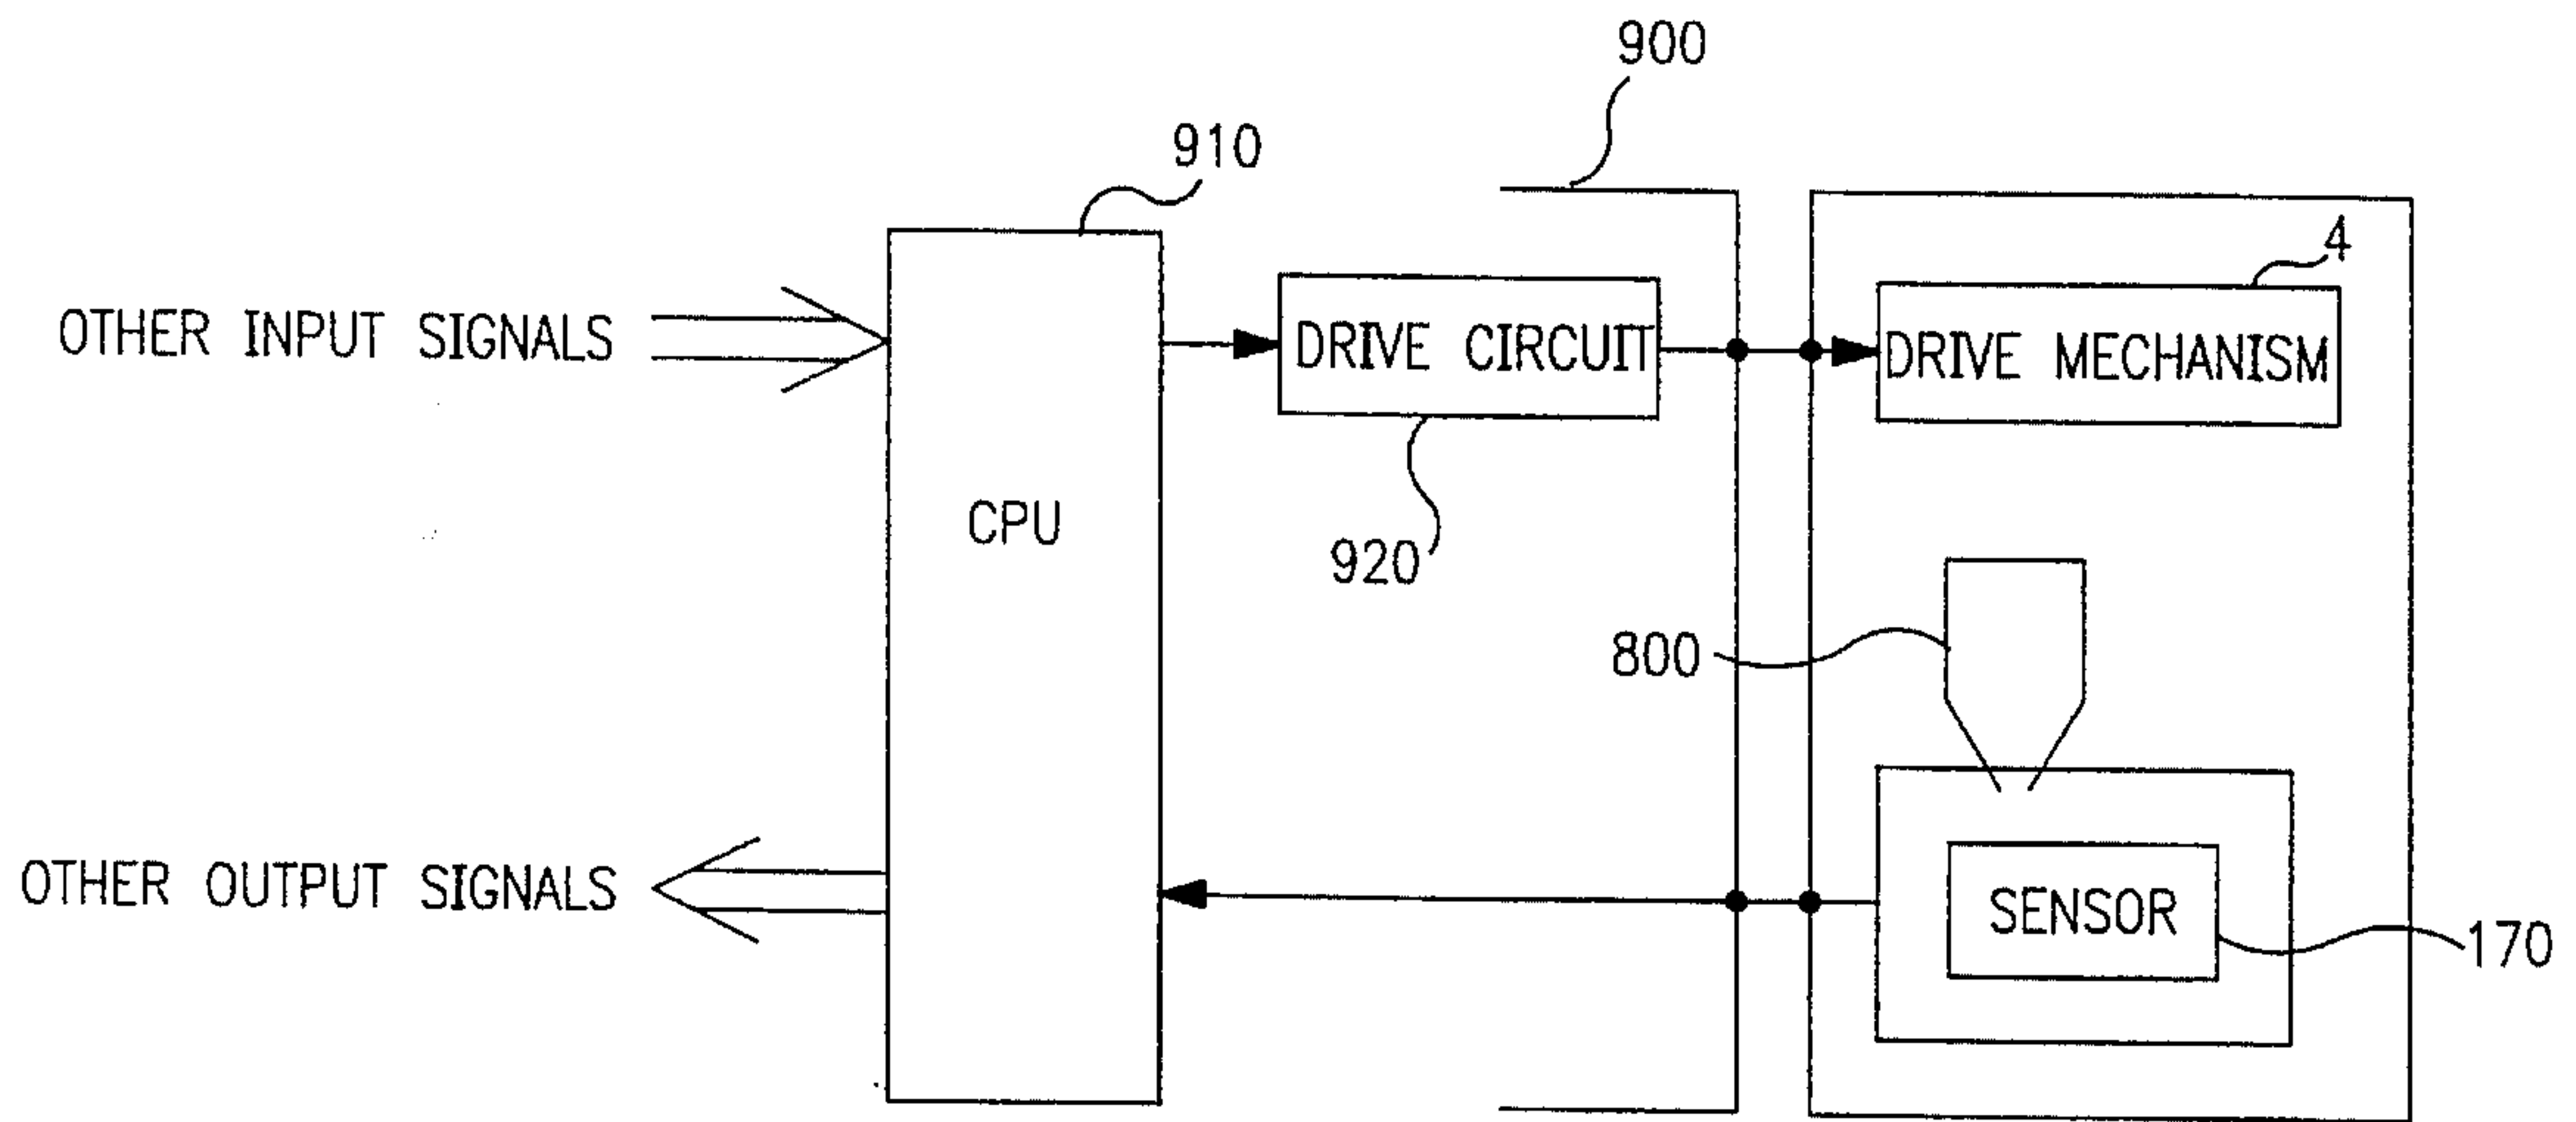 900
910
4
OTHER INPUT SIGNALS
DRIVE CIRCUIT
DRIVE MECHANISM
CPU
920
800
OTHER OUTPUT SIGNALS
SENSOR
170